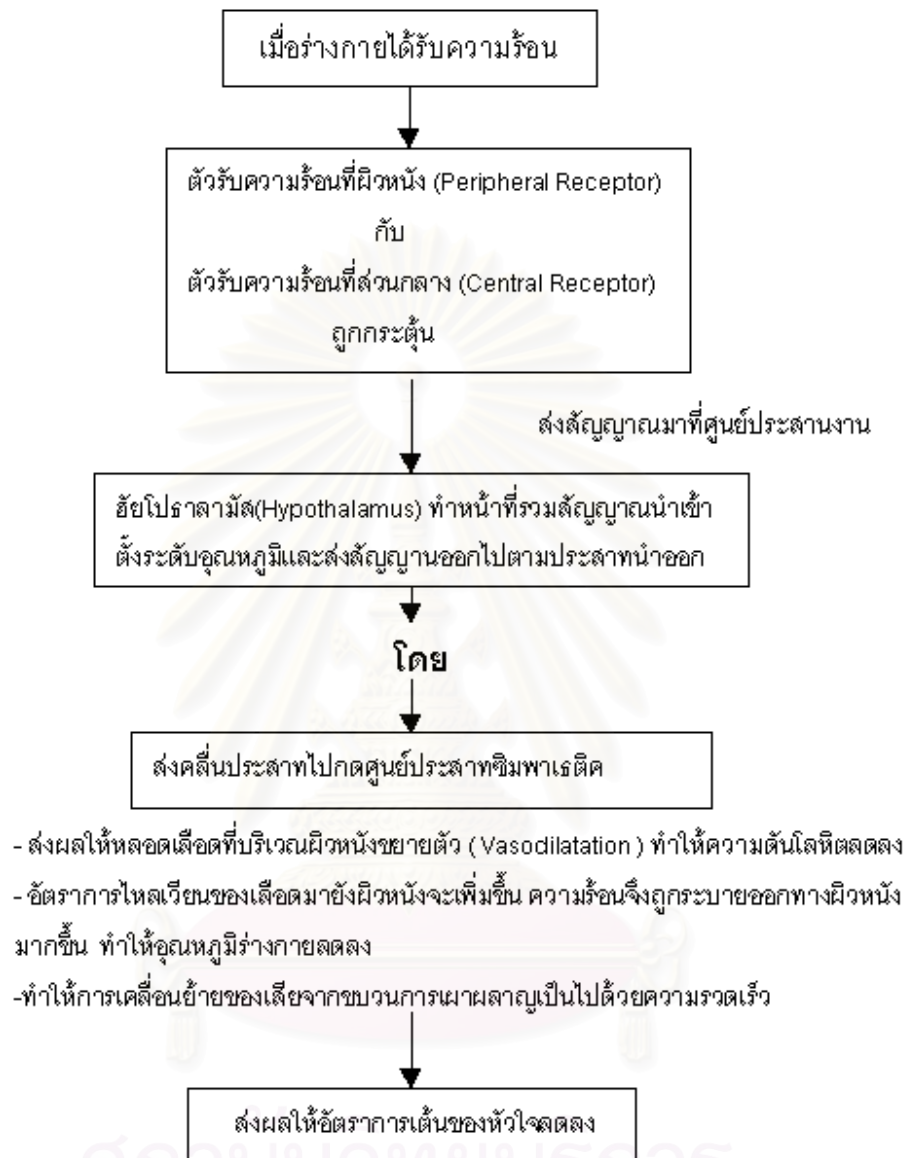 เมื่อร่างกายได้รับความร้อน
ตัวรับความร้อนที่ผิวหนัง (Peripheral Receptor)
กับ
ตัวรับความร้อนที่ส่วนกลาง (Central Receptor)
ถูกกระตุ้น
ส่งสัญญาณมาที่ศูนย์ประสานงาน
ฮัยโปธาลามัส(Hypothalamus) ทำหน้าที่รวมสัญญาณนำเข้า
ตั้งระดับอุณหภูมิและส่งสัญญานออกไปตามประสาทนำออก
โดย
ส่งคลื่นประสาทไปกดศูนย์ประสาทซิมพาเธติค
- ส่งผลให้หลอดเลือดที่บริเวณผิวหนังขยายตัว ( Vasodilatation ) ทำให้ความดันโลหิตลดลง
- อัตราการไหลเวียนของเลือดมายังผิวหนังจะเพิ่มขึ้น ความร้อนจึงถูกระบายออกทางผิวหนัง
มากขึ้น ทำให้อุณหภูมิร่างกายลดลง
-ทำให้การเคลื่อนย้ายของเสียจากขบวนการเผาผลาญเป็นไปด้วยความรวดเร็ว
ส่งผลให้อัตราการเต้นของหัวใจลดลง